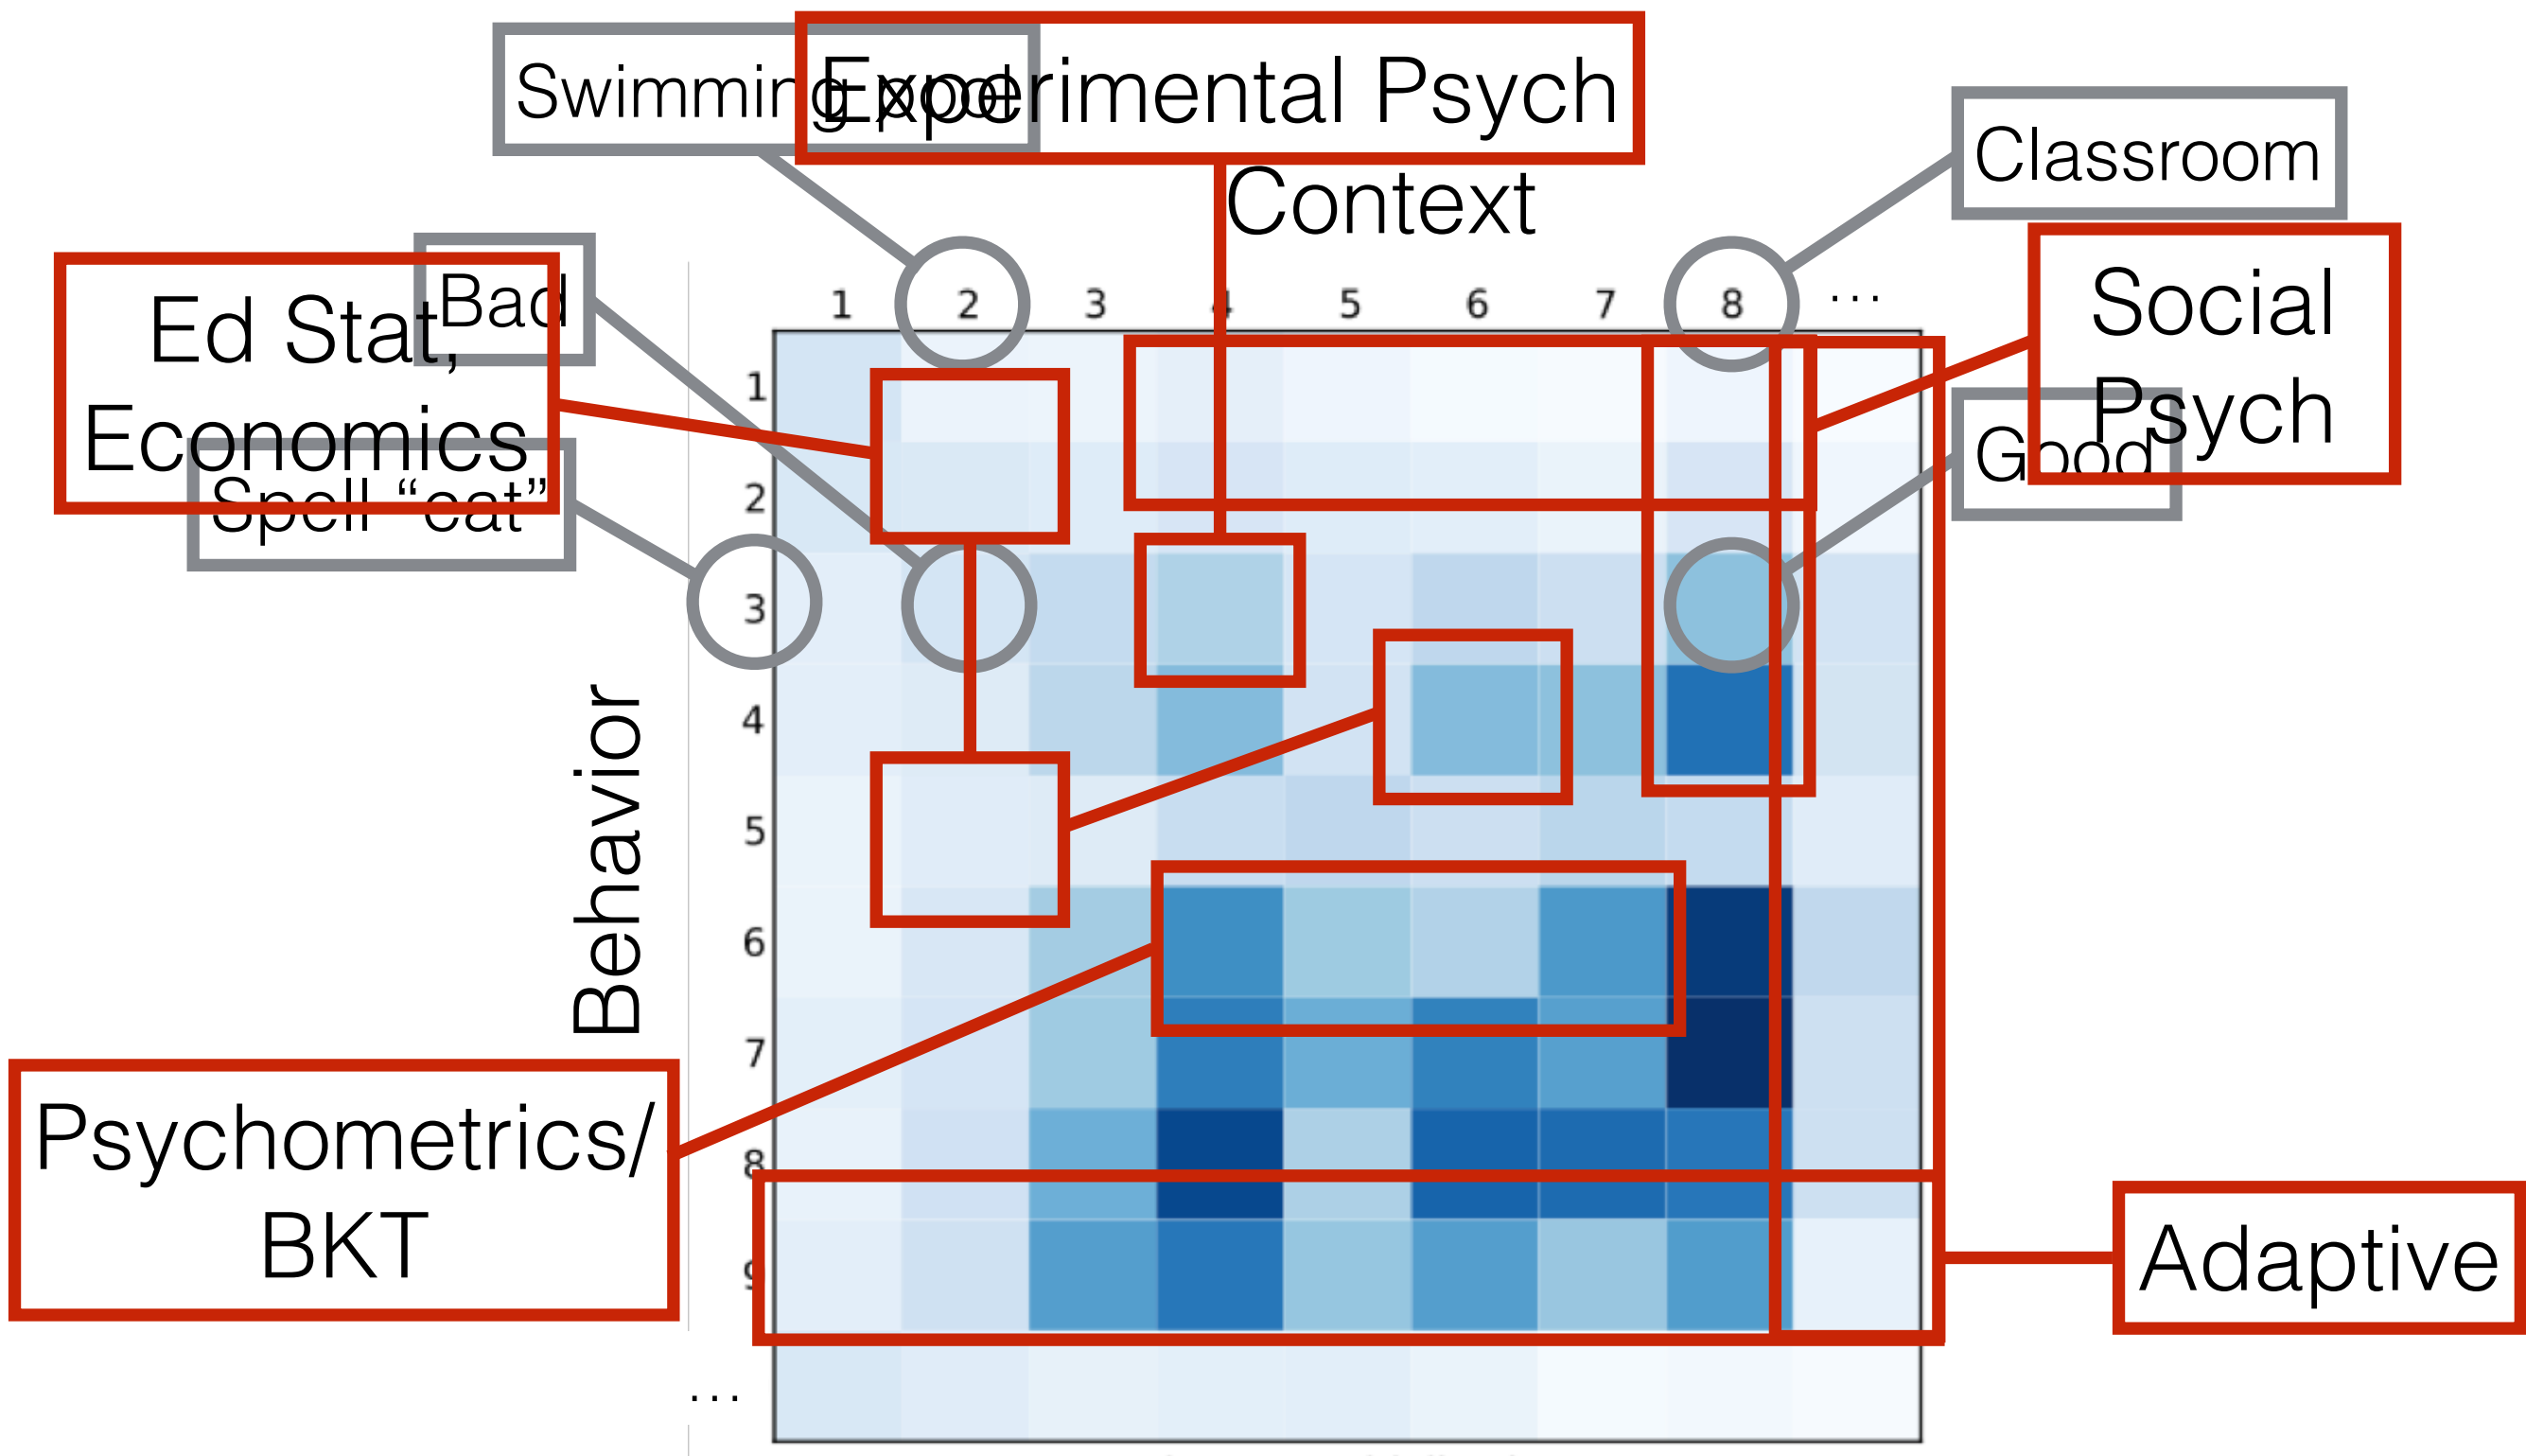 Swimming pool
Experimental Psych
Classroom
Context
Bad
Ed Stat,
Economics
Spell “cat”
Social
Psych
Good
1 2 3 4 5 6 7 8 ...
1
2
3
4
5
6
7
8
9
...
Behavior
Psychometrics/
BKT
Adaptive